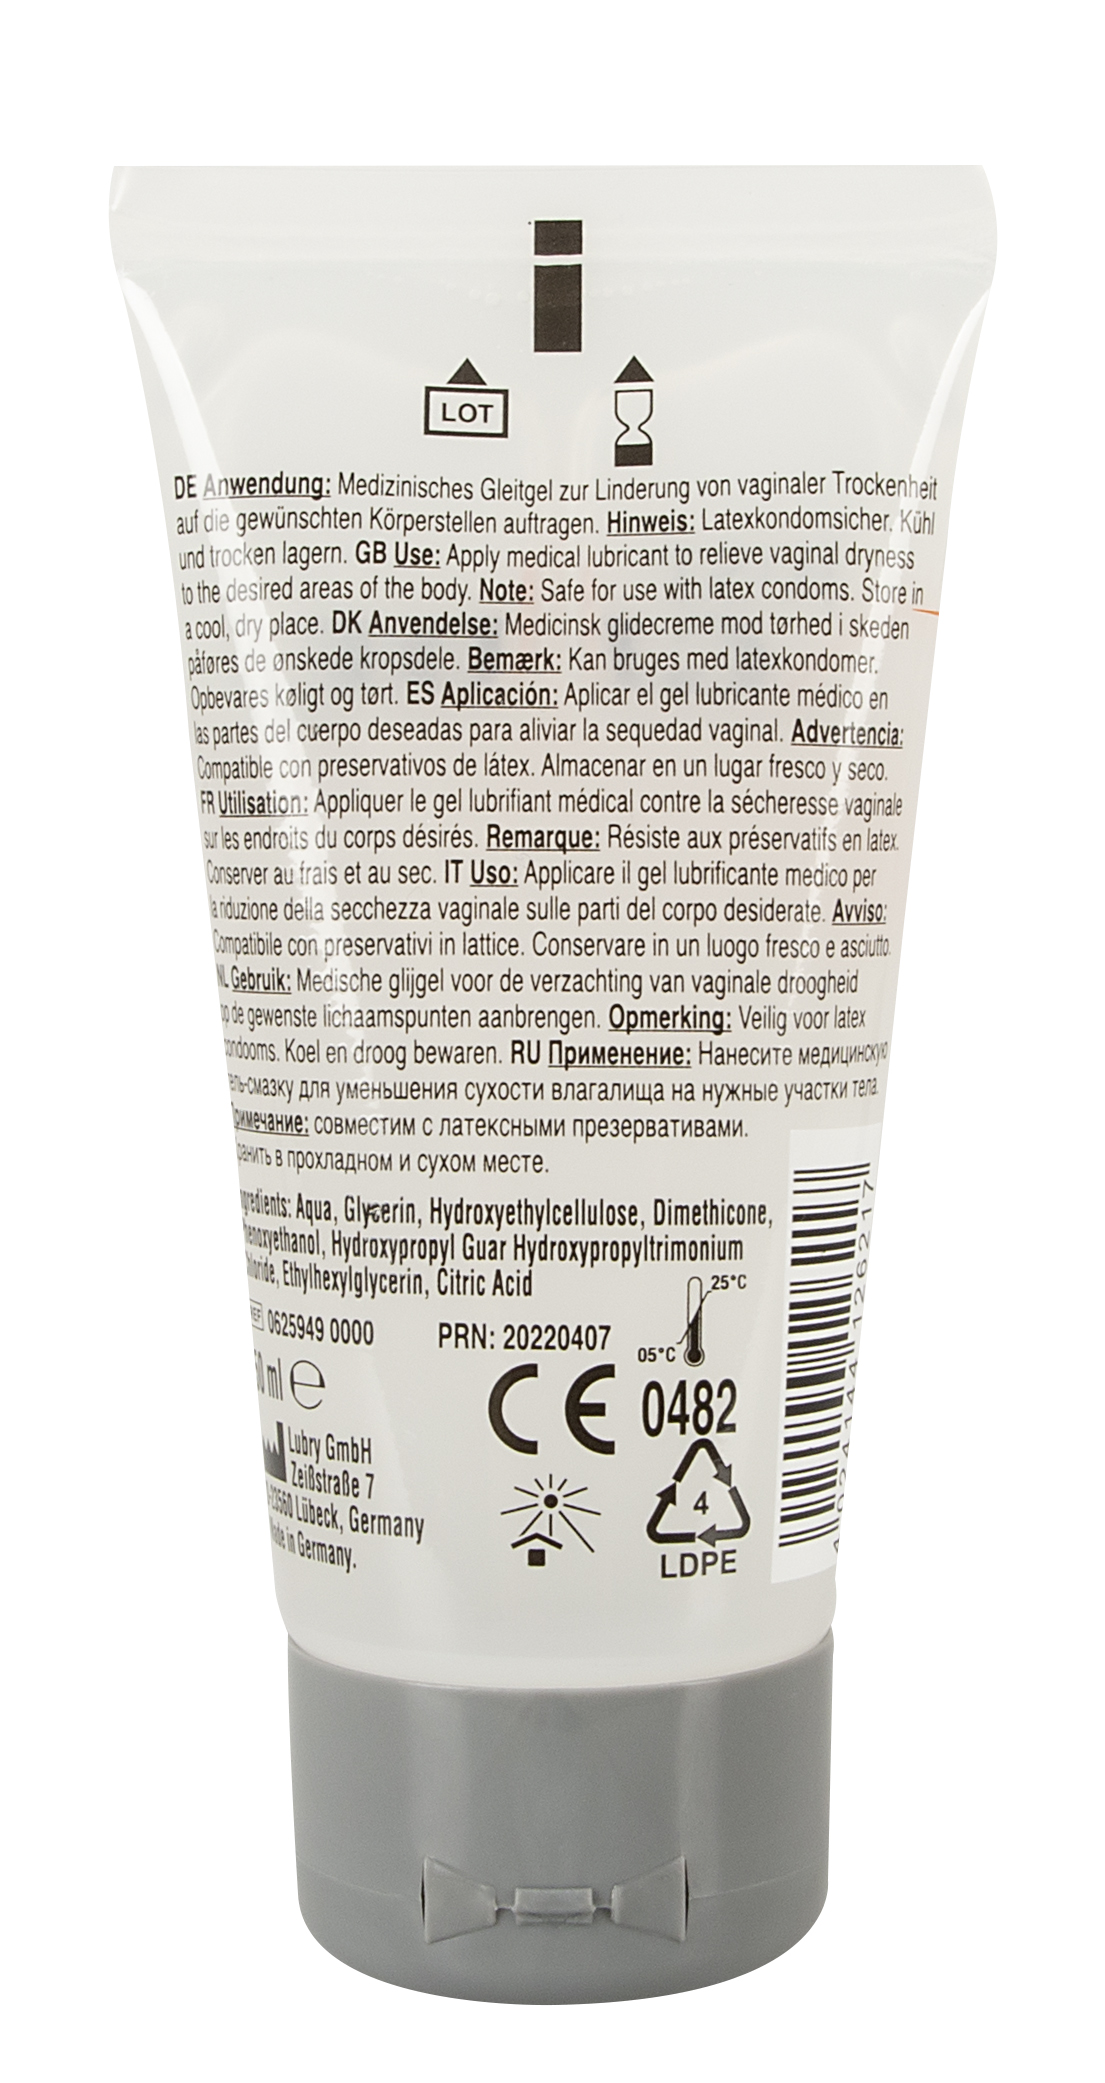 LOT
DE Anwendung: Medizinisches Gleitgel zur Linderung von vaginaler Trockenheit
auf die gewünschten Körperstellen auftragen. Hinweis: Latexkondomsicher. Kühl
und trocken lagern. GB Use: Apply medical lubricant to relieve vaginal dryness
to the desired areas of the body. Note: Safe for use with latex condoms. Store in
a cool, dry place. DK Anvendelse: Medicinsk glidecreme mod tørhed i skeden
påføres de ønskede kropsdele. Bemærk: Kan bruges med latexkondomer.
Opbevares køligt og tørt. ES Aplicación: Aplicar el gel lubricante médico en
las partes del cuerpo deseadas para aliviar la sequedad vaginal. Advertencia:
Compatible con preservativos de látex. Almacenar en un lugar fresco y seco.
FR Utilisation: Appliquer le gel lubrifiant médical contre la sécheresse vaginale
sur les endroits du corps désirés. Remarque: Résiste aux préservatifs en latex.
Conserver au frais et au sec. IT Uso: Applicare il gel lubrificante medico per
la riduzione della secchezza vaginale sulle parti del corpo desiderate. Avviso:
Compatibile con preservativi in lattice. Conservare in un luogo fresco e asciutto.
NL Gebruik: Medische glijgel voor de verzachting van vaginale droogheid
op de gewenste lichaamspunten aanbrengen. Opmerking: Veilig voor latex
condooms. Koel en droog bewaren. RU Применение: Нанесите медицинскую
гель-смазку для уменьшения сухости влагалища на нужные участки тела.
Примечание: совместим с латексными презервативами.
ранить в прохладном и сухом месте.
ngredients: Aqua, Glycerin, Hydroxyethylcellulose, Dimethicone,
henoxyethanol, Hydroxypropyl Guar Hydroxypropyltrimonium
hloride, Ethylhexylglycerin, Citric Acid
25°C
REF 0625949 0000 PRN: 20220407
05°C
50 ml e
CE 0482
Lubry GmbH
Zeißstraße 7
D-23560 Lübeck, Germany
Made in Germany.
4
LDPE
4 024144 126217